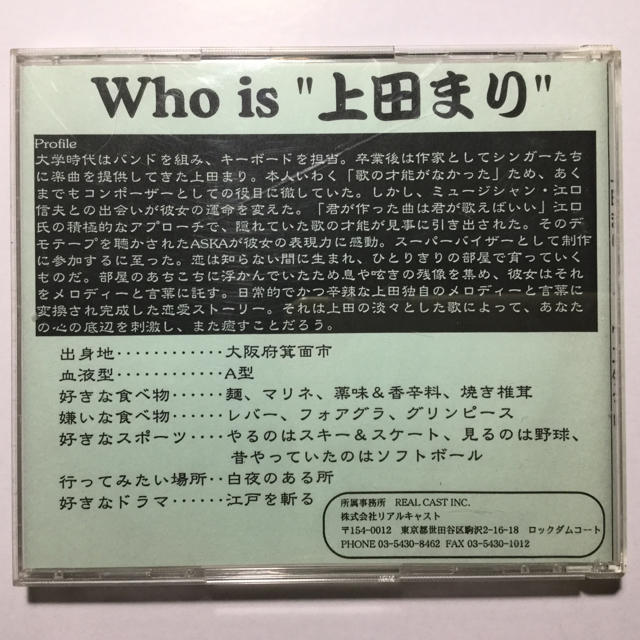 Who is "上田まり"
Profile
大学時代はバンドを組み、キーボードを担当。卒業後は作家としてシンガーたち
に楽曲を提供してきた上田まり。本人いわく「歌の才能がなかった」ため、あく
までもコンポーザーとしての役目に徹していた。しかし、ミュージシャン・江口
信夫との出会いが彼女の運命を変えた。「君が作った曲は君が歌えばいい」江口
氏の積極的なアプローチで、隠れていた歌の才能が見事に引き出された。そのデ
モテープを聴かされたASKAが彼女の表現力に感動。スーパーバイザーとして制作
に参加するに至った。恋は知らない間に生まれ、ひとりきりの部屋で育っていく
ものだ。部屋のあちこちに浮かんでいたため息や呟きの残像を集め、彼女はそれ
をメロディーと言葉に託す。日常的でかつ辛辣な上田独自のメロディーと言葉に
変換され完成した恋愛ストーリー。それは上田の淡々とした歌によって、あなた
の心の底辺を刺激し、また癒すことだろう。
出身地・・・・・・・・・・・・大阪府箕面市
血液型・・・・・・・・・・・・A型
好きな食べ物・・・・・・麺、マリネ、薬味＆香辛料、焼き椎茸
嫌いな食べ物・・・・・・レバー、フォアグラ、グリンピース
好きなスポーツ・・・・やるのはスキー＆スケート、見るのは野球、
昔やっていたのはソフトボール
行ってみたい場所・・白夜のある所
好きなドラマ・・・・・・江戸を斬る
所属事務所 REAL CAST INC.
株式会社リアルキャスト
〒154-0012 東京都世田谷区駒沢2-16-18 ロックダムコート
PHONE 03-5430-8462 FAX 03-5430-1012